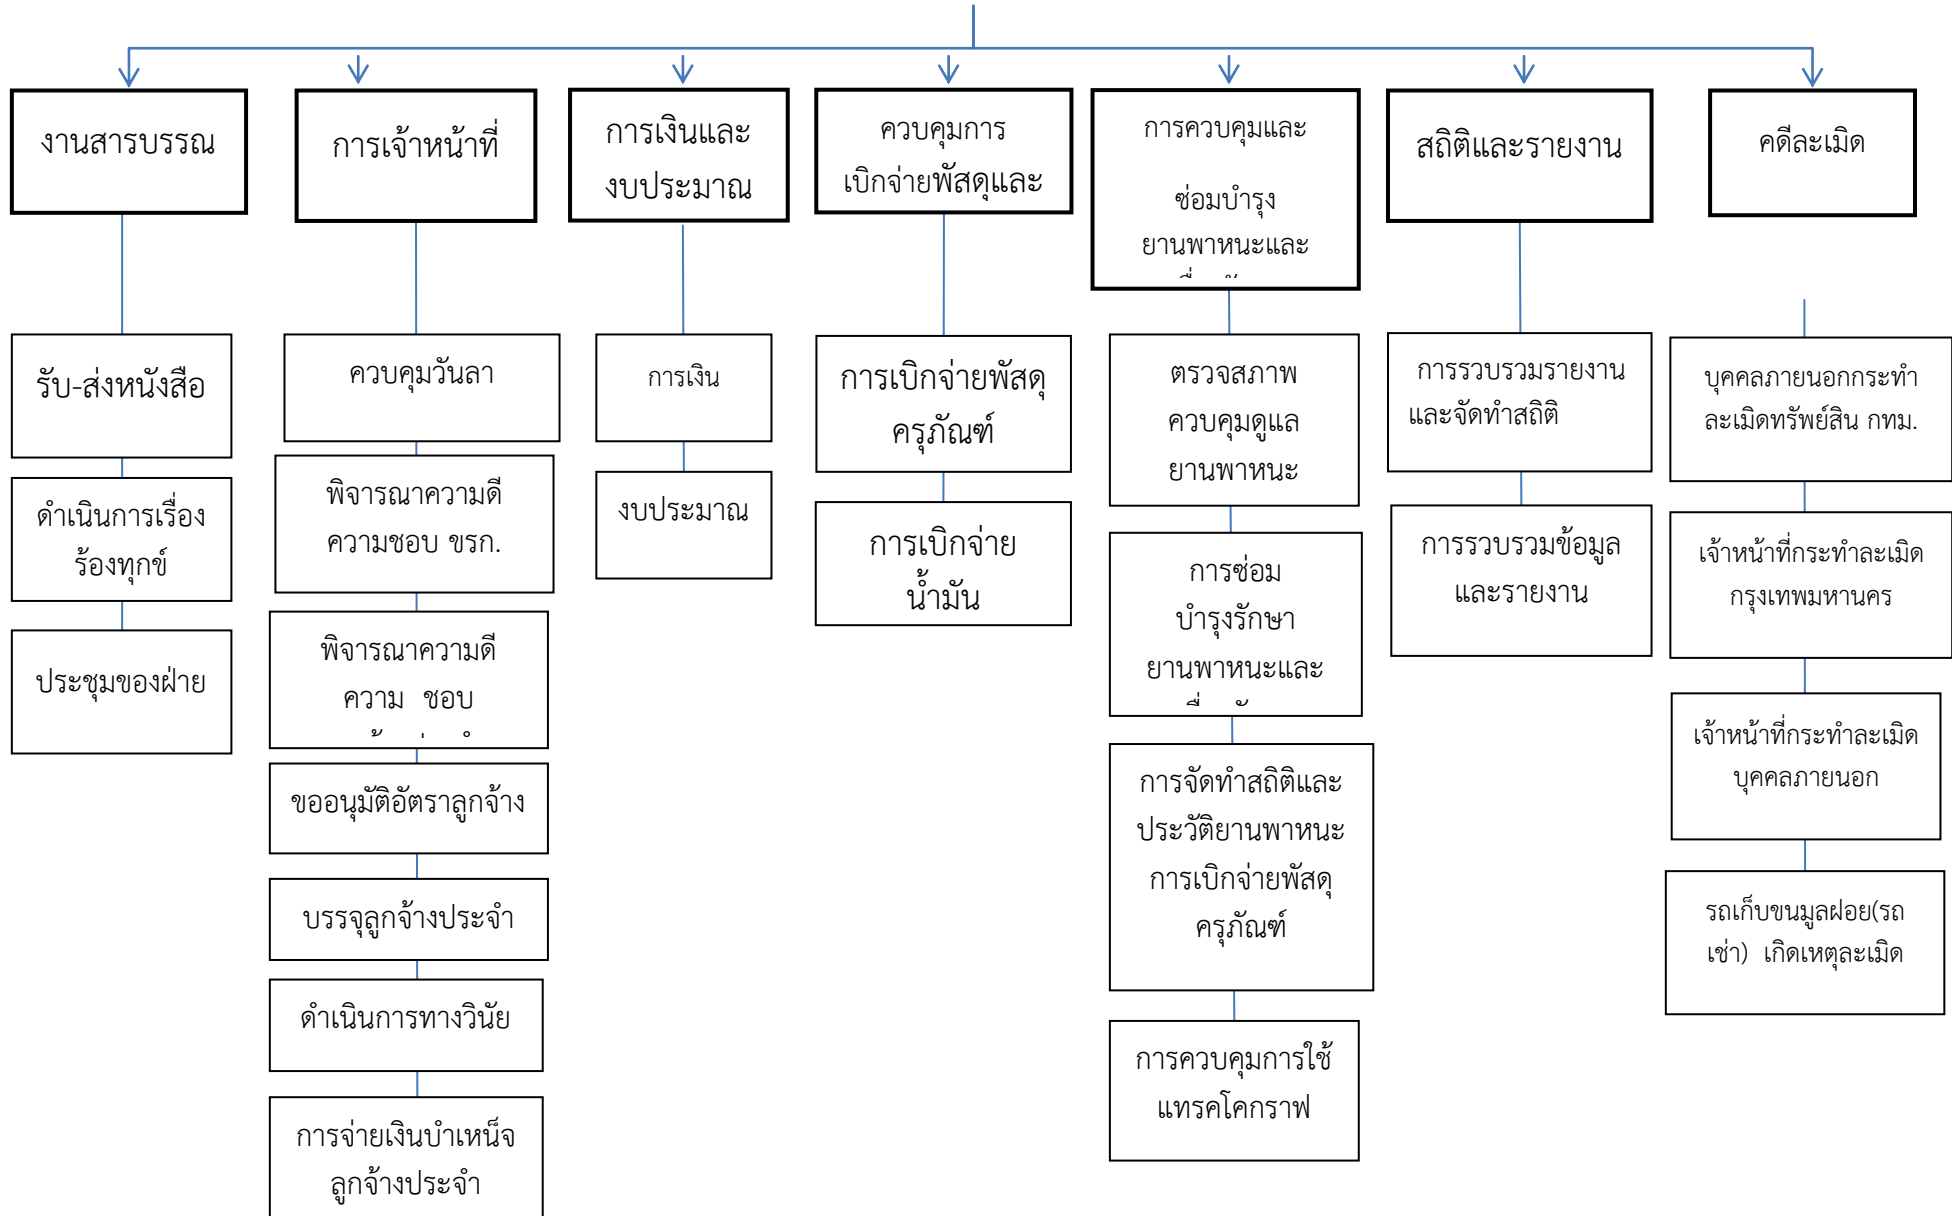 งานสารบรรณ
การเจ้าหน้าที่
การเงินและ
งบประมาณ
ควบคุมการ
เบิกจ่ายพัสดุและ
การควบคุมและ
ซ่อมบำรุง
ยานพาหนะและ
สถิติและรายงาน
คดีละเมิด
รับ-ส่งหนังสือ
ดำเนินการเรื่อง
ร้องทุกข์
ประชุมของฝ่าย
ควบคุมวันลา
พิจารณาความดี
ความชอบ ขรก.
พิจารณาความดี
ความ ชอบ
ขออนุมัติอัตราลูกจ้าง
บรรจุลูกจ้างประจำ
ดำเนินการทางวินัย
การจ่ายเงินบำเหน็จ
ลูกจ้างประจำ
การเงิน
งบประมาณ
การเบิกจ่ายพัสดุ
ครุภัณฑ์
การเบิกจ่าย
น้ำมัน
ตรวจสภาพ
ควบคุมดูแล
ยานพาหนะ
การซ่อม
บำรุงรักษา
ยานพาหนะและ
การจัดทำสถิติและ
ประวัติยานพาหนะ
การเบิกจ่ายพัสดุ
ครุภัณฑ์
การควบคุมการใช้
แทรคโคกราฟ
การรวบรวมรายงาน
และจัดทำสถิติ
การรวบรวมข้อมูล
และรายงาน
บุคคลภายนอกกระทำ
ละเมิดทรัพย์สิน กทม.
เจ้าหน้าที่กระทำละเมิด
กรุงเทพมหานคร
เจ้าหน้าที่กระทำละเมิด
บุคคลภายนอก
รถเก็บขนมูลฝอย(รถ
เช่า) เกิดเหตุละเมิด